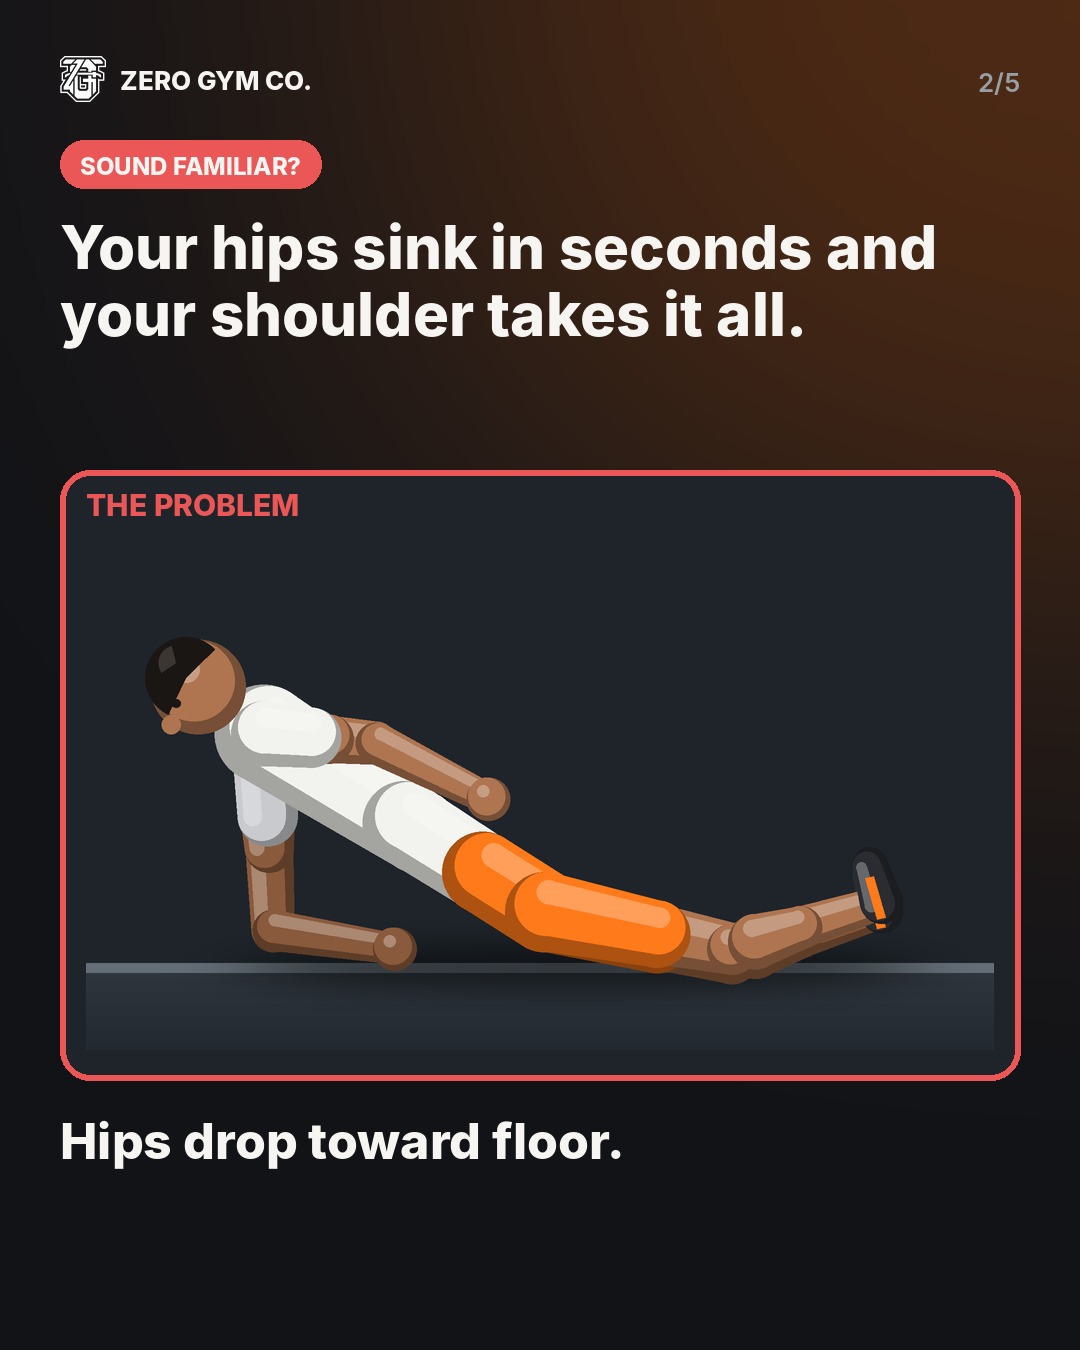 ZERO GYM CO.
2/5
SOUND FAMILIAR?
Your hips sink in seconds and
your shoulder takes it all.
THE PROBLEM
Hips drop toward floor.